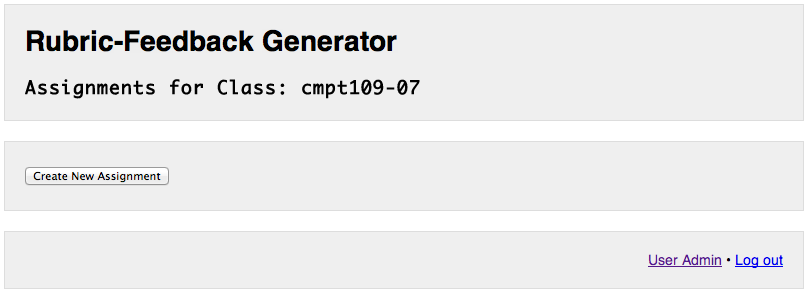 Rubric-Feedback Generator
Assignments for Class: cmpt109-07
Create New Assignment
User Admin • Log out